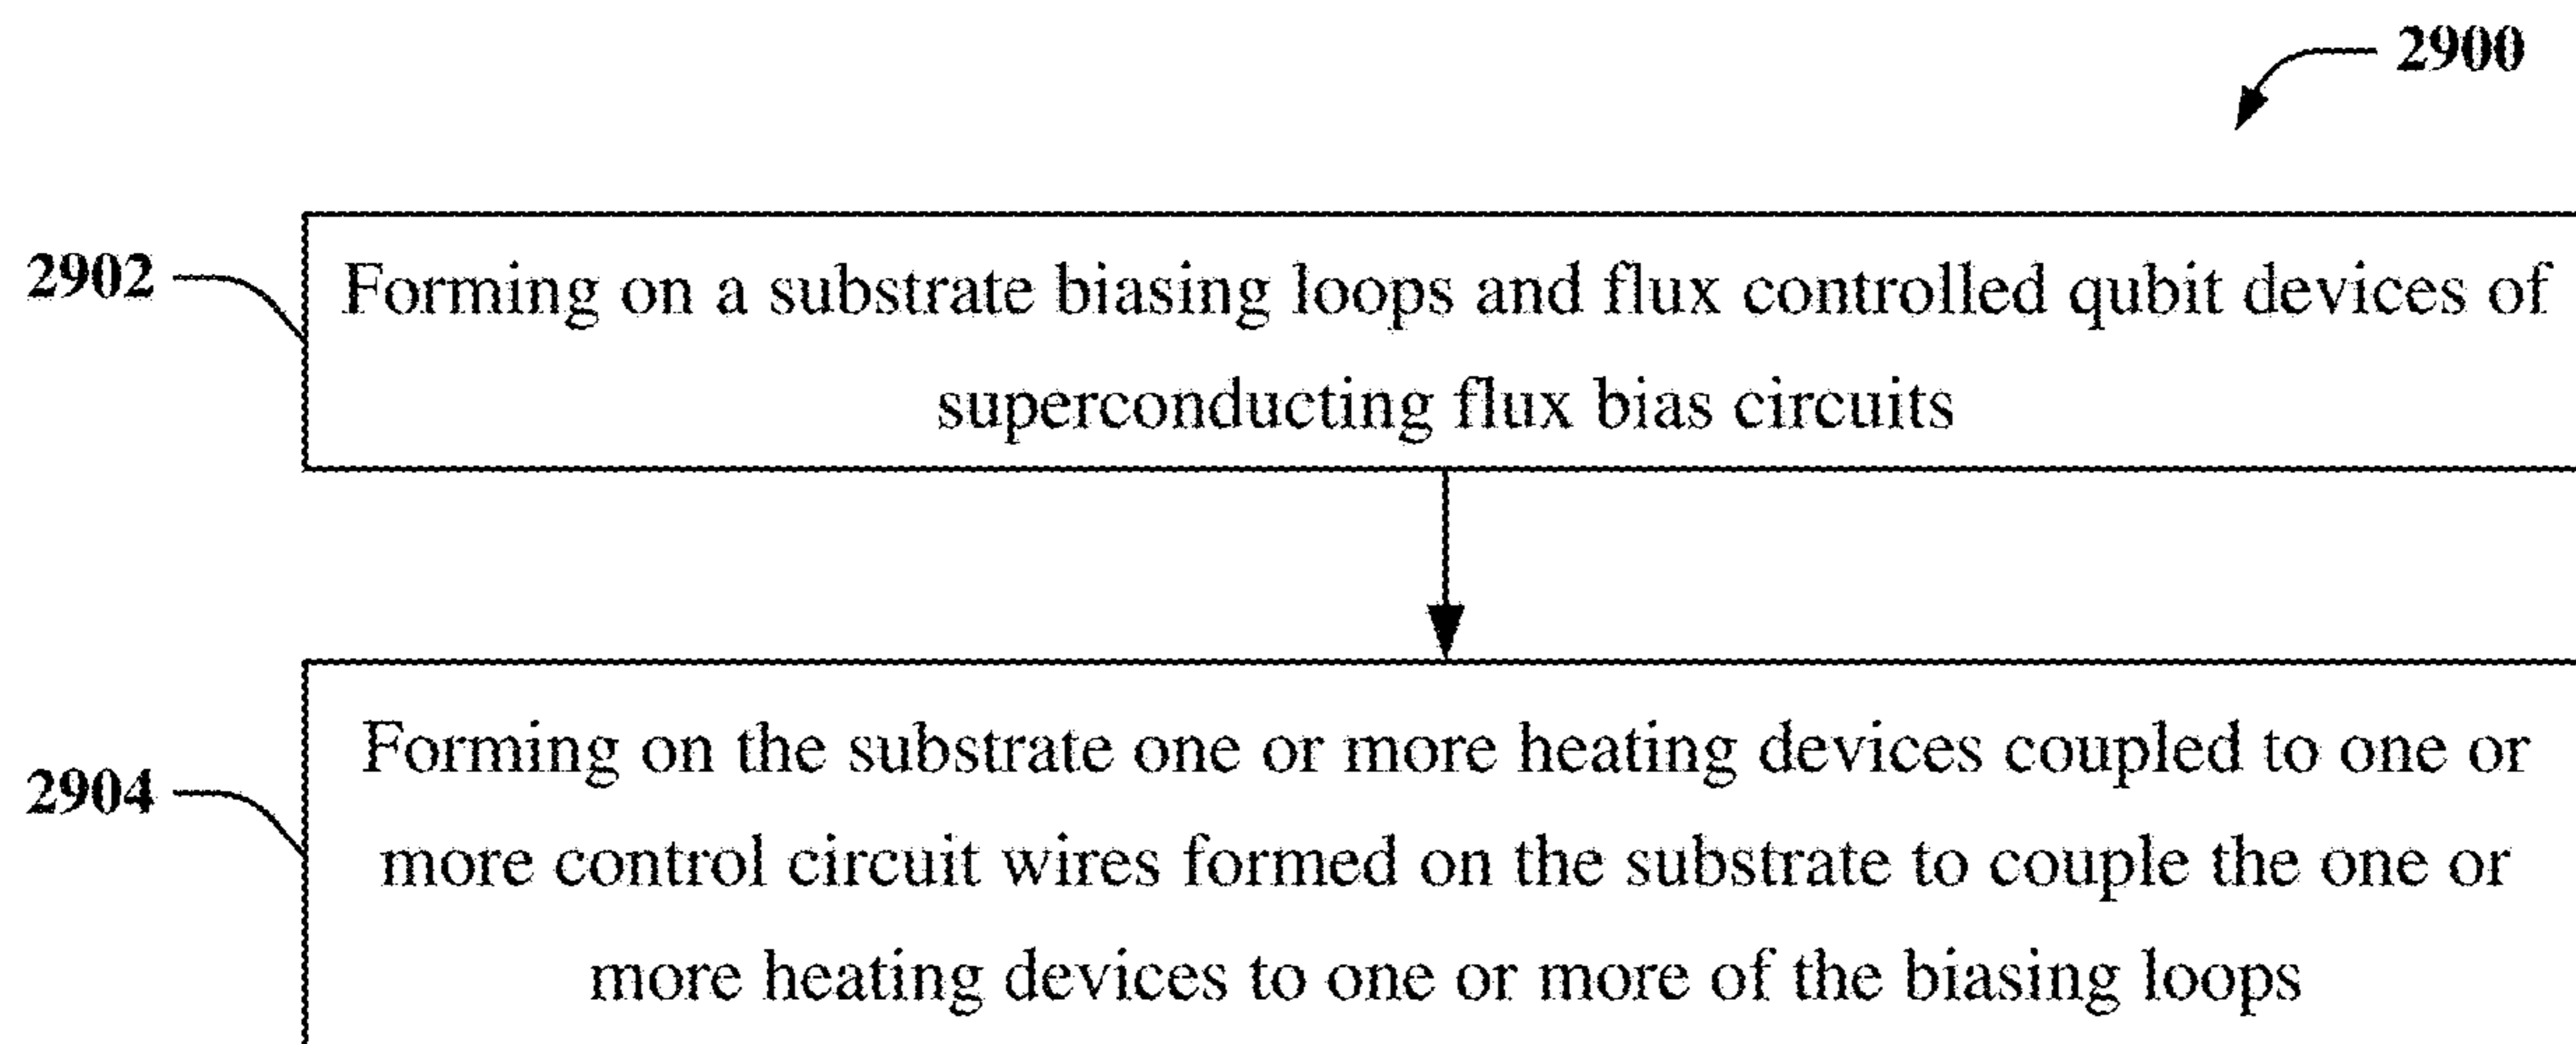 2900
2902
Forming on a substrate biasing loops and flux controlled qubit devices of
superconducting flux bias circuits
2904
Forming on the substrate one or more heating devices coupled to one or
more control circuit wires formed on the substrate to couple the one or
more heating devices to one or more of the biasing loops